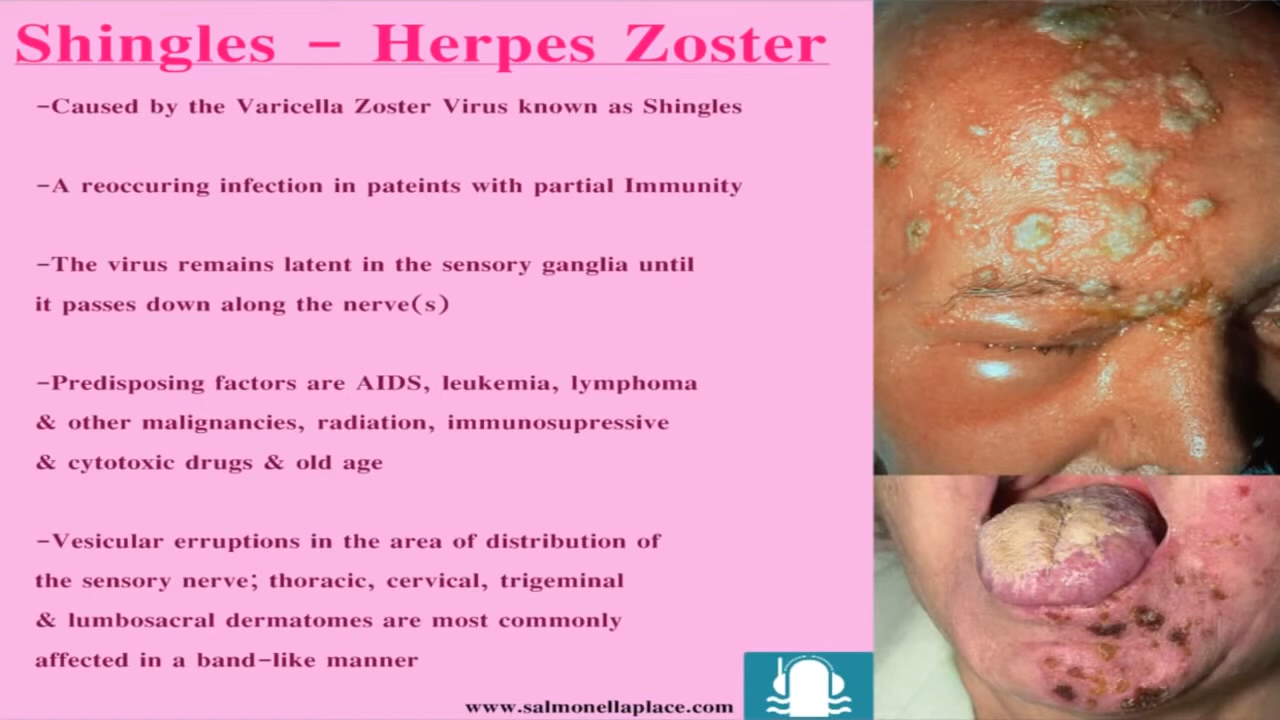 Shingles - Herpes Zoster
-Caused by the Varicella Zoster Virus known as Shingles
-A reoccuring infection in pateints with partial Immunity
-The virus remains latent in the sensory ganglia until
it passes down along the nerve(s)
-Predisposing factors are AIDS, leukemia, lymphoma
& other malignancies, radiation, immunosupressive
& cytotoxic drugs & old age
-Vesicular erruptions in the area of distribution of
the sensory nerve; thoracic, cervical, trigeminal
& lumbosacral dermatomes are most commonly
affected in a band-like manner
www.salmonellaplace.com